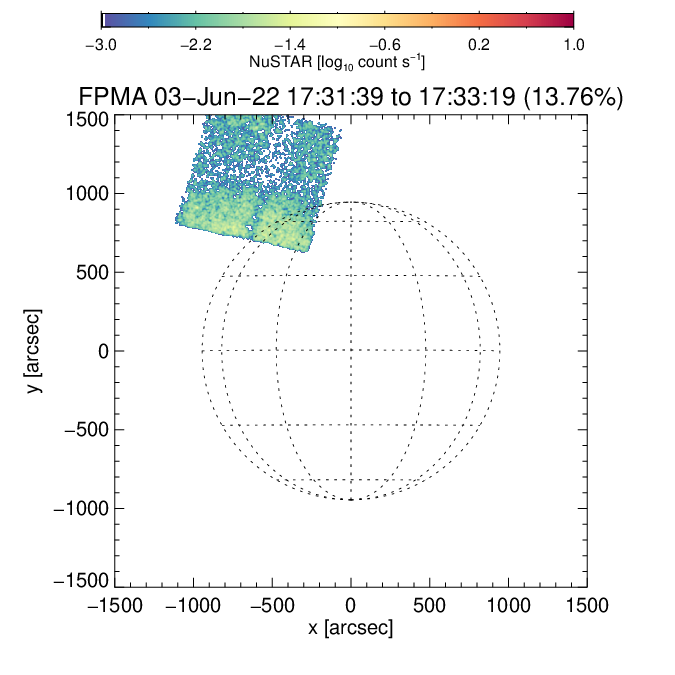 −3.0 −2.2 −1.4 −0.6 0.2 1.0
NuSTAR [log₁₀ count s⁻¹]
FPMA 03−Jun−22 17:31:39 to 17:33:19 (13.76%)
1500
1000
500
0
−500
−1000
−1500
y [arcsec]
−1500 −1000 −500 0 500 1000 1500
x [arcsec]